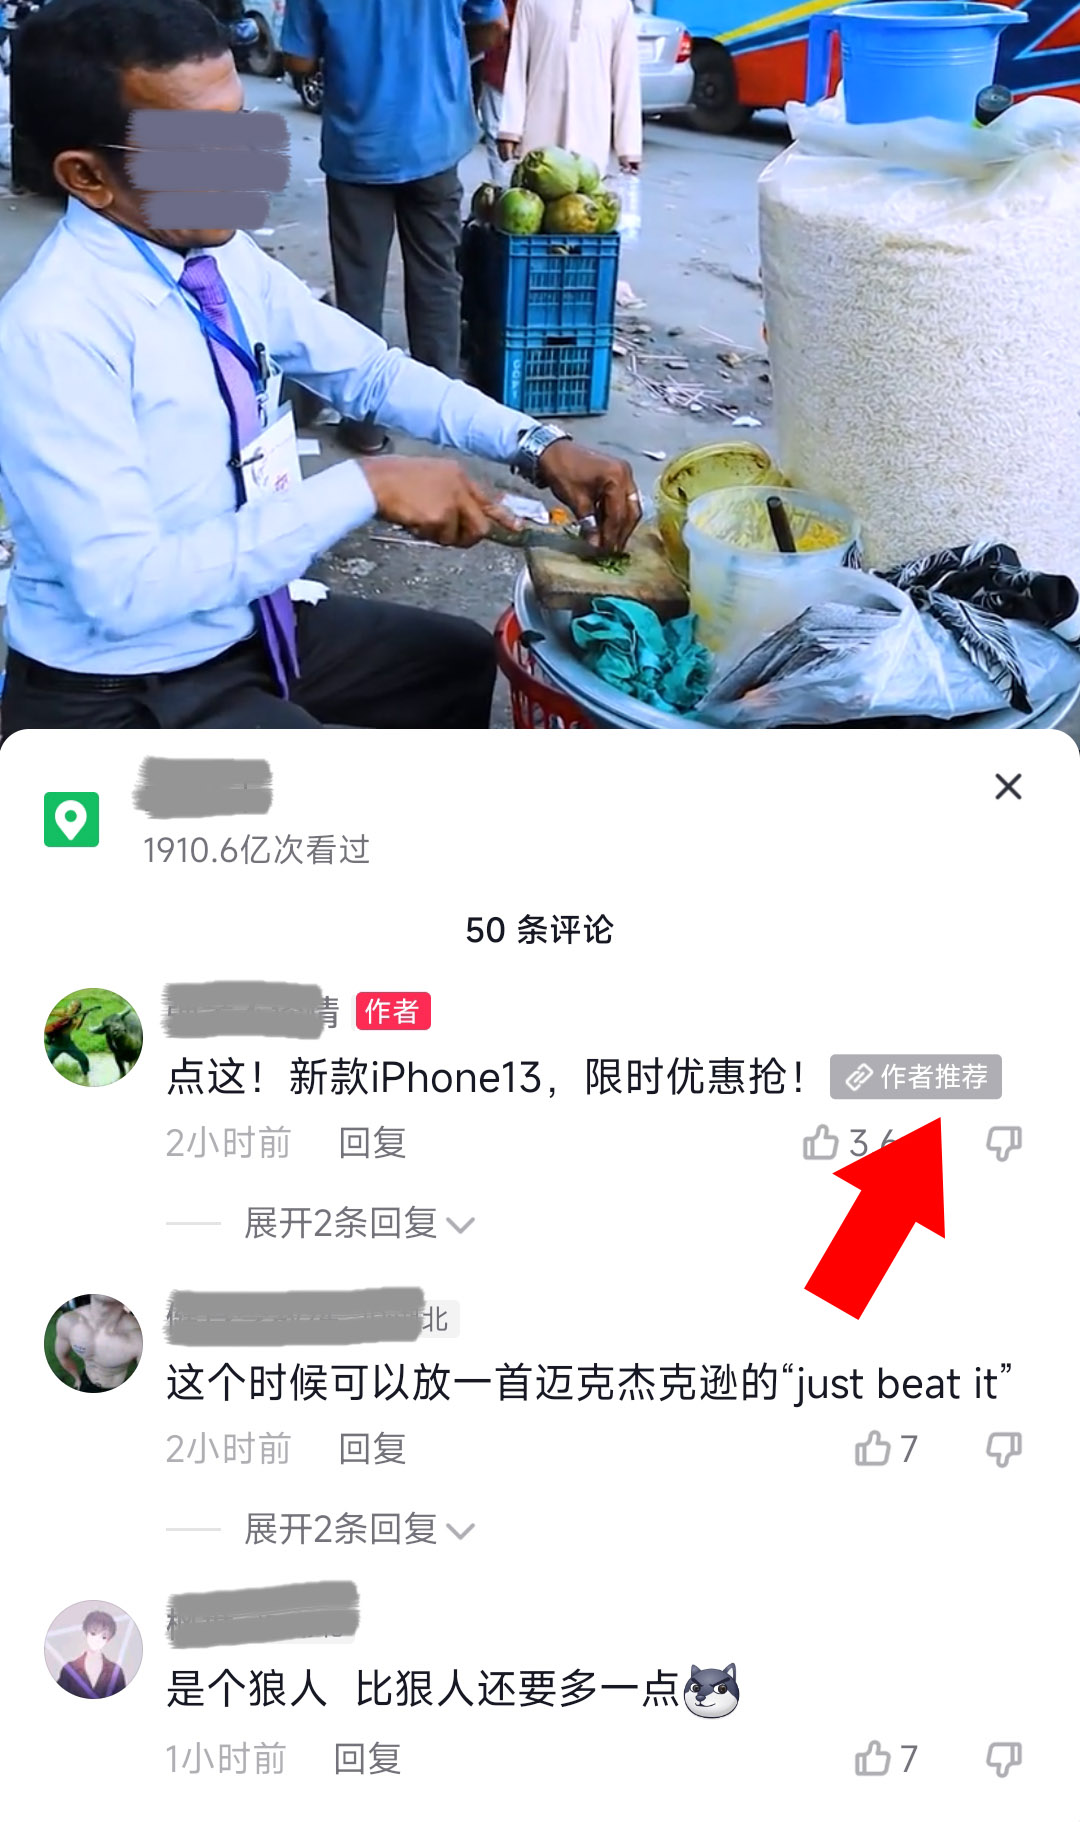 1910.6亿次看过
50 条评论
作者
点这！新款iPhone13，限时优惠抢！ 作者推荐
2小时前 回复
展开2条回复
北
这个时候可以放一首迈克杰克逊的“just beat it”
2小时前 回复 7
展开2条回复
是个狼人 比狠人还要多一点
1小时前 回复 7